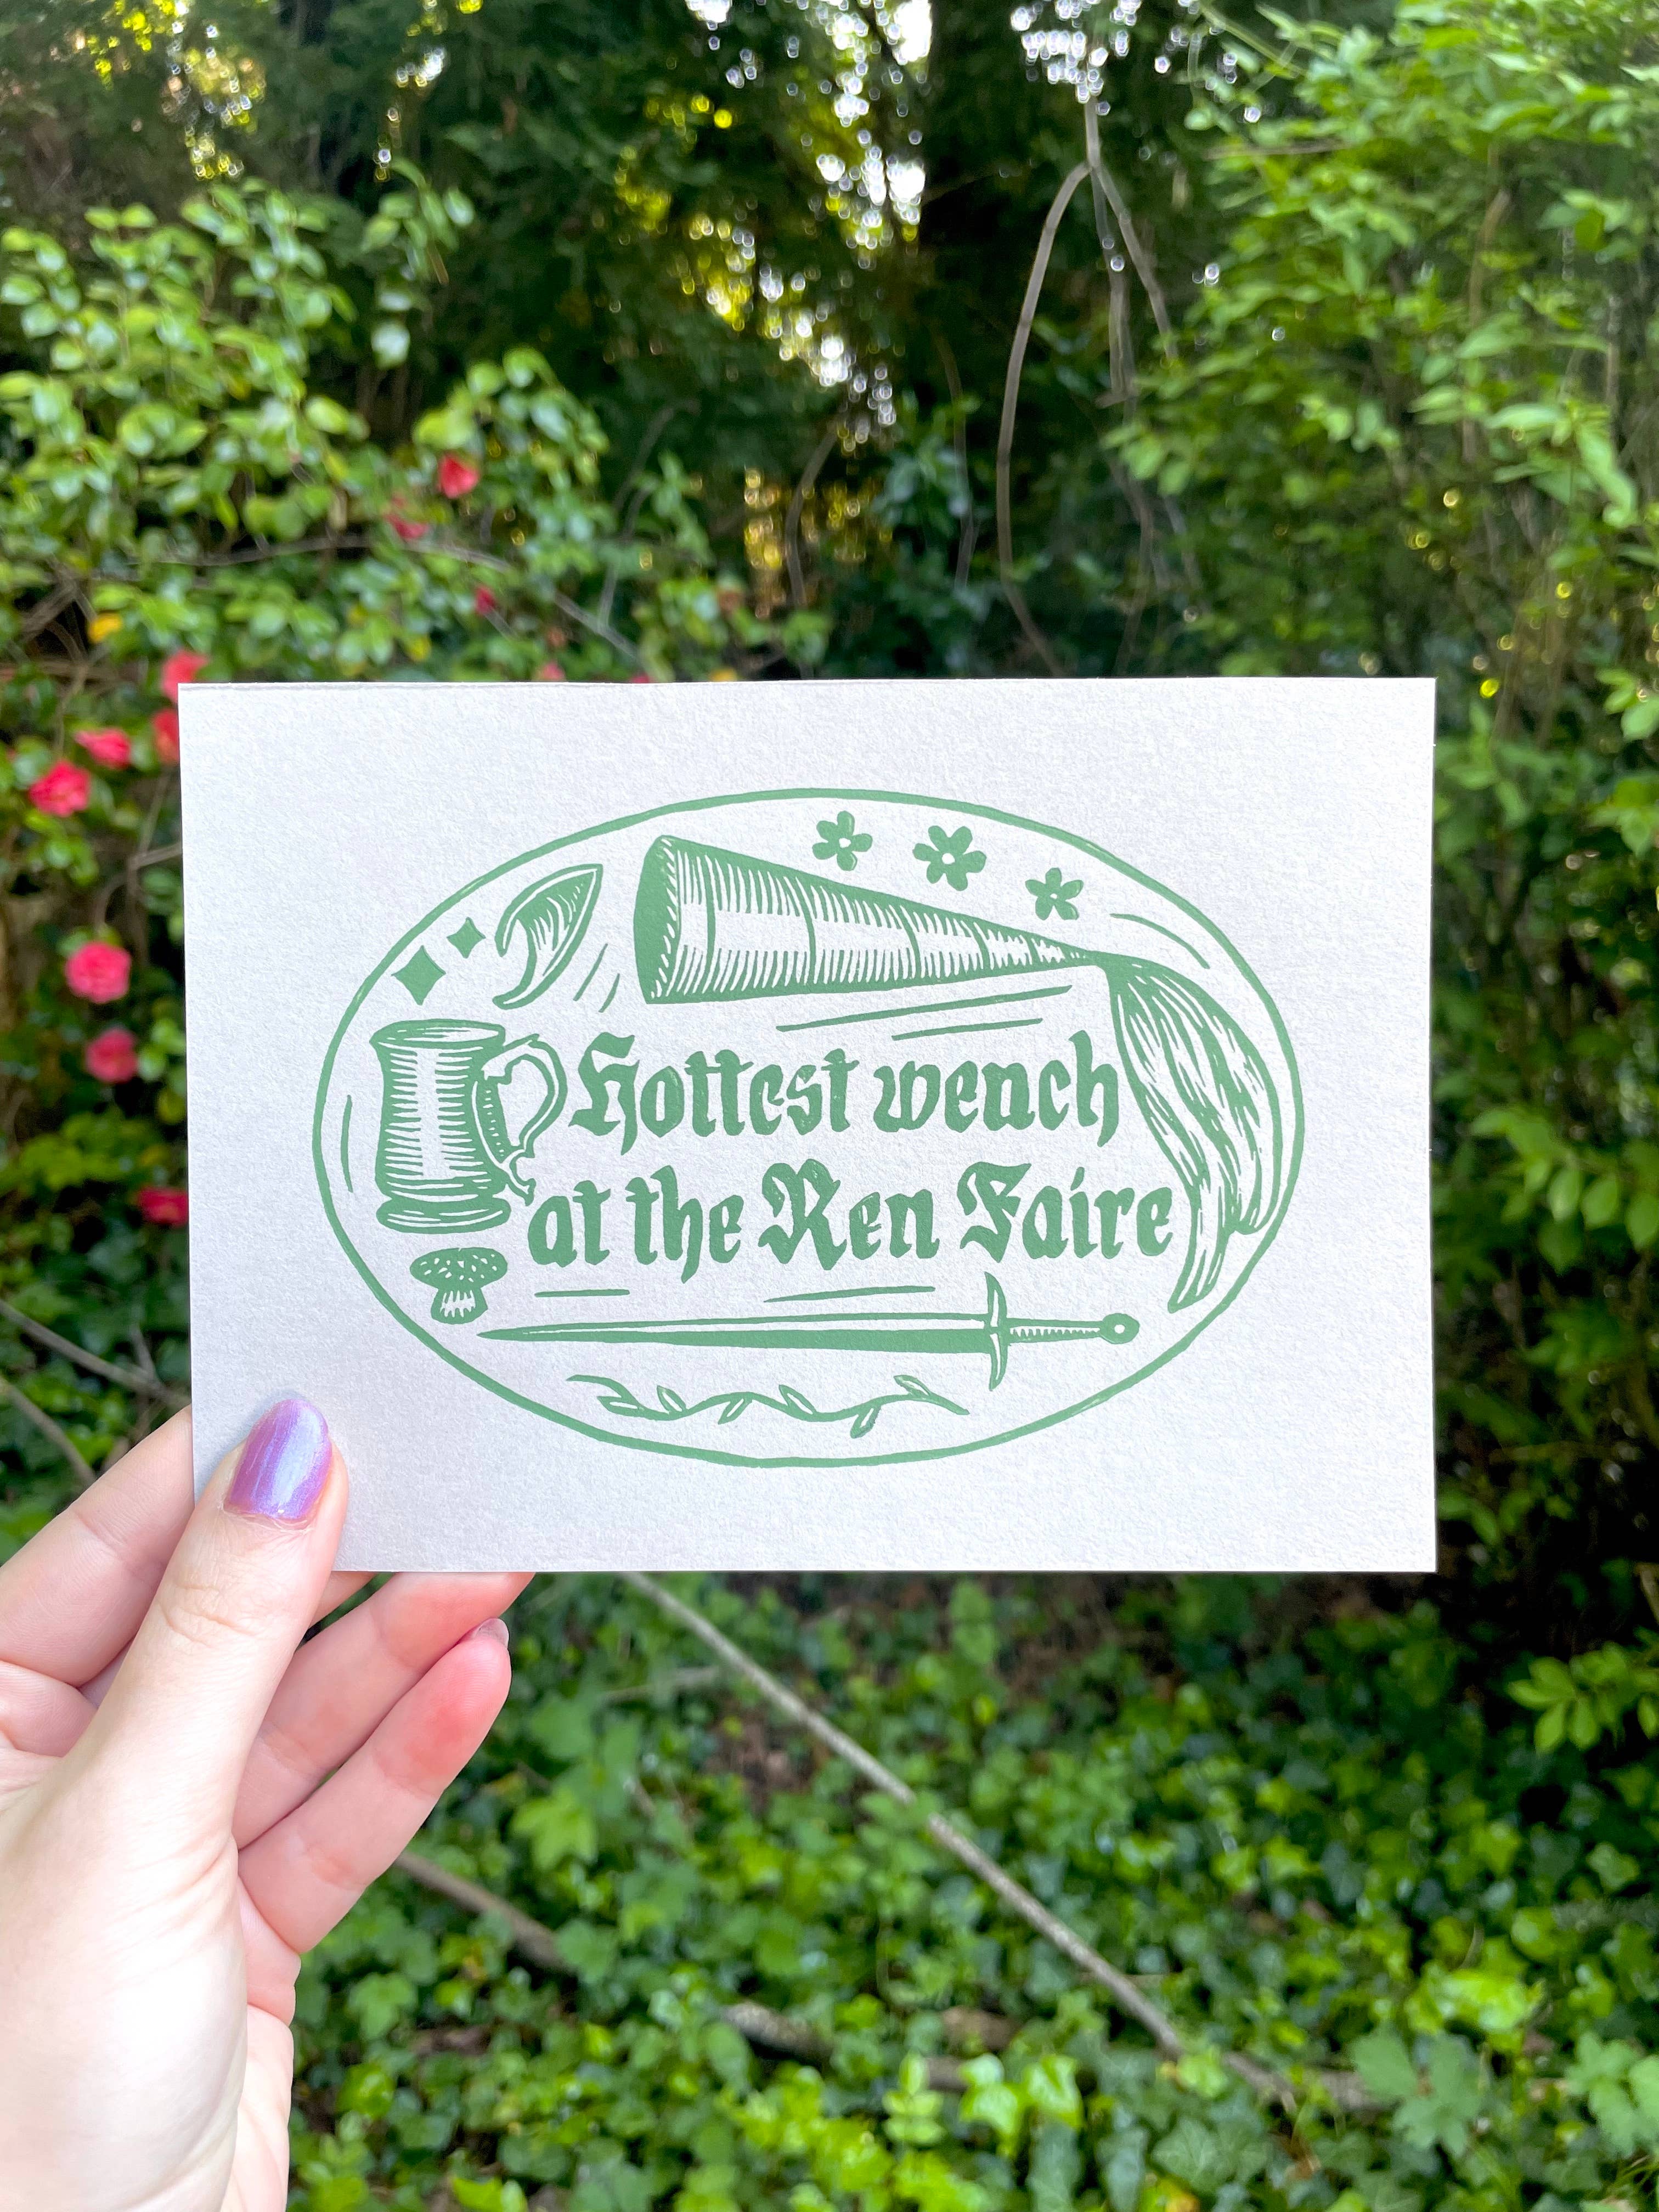 Hottest wench
at the Ren Faire